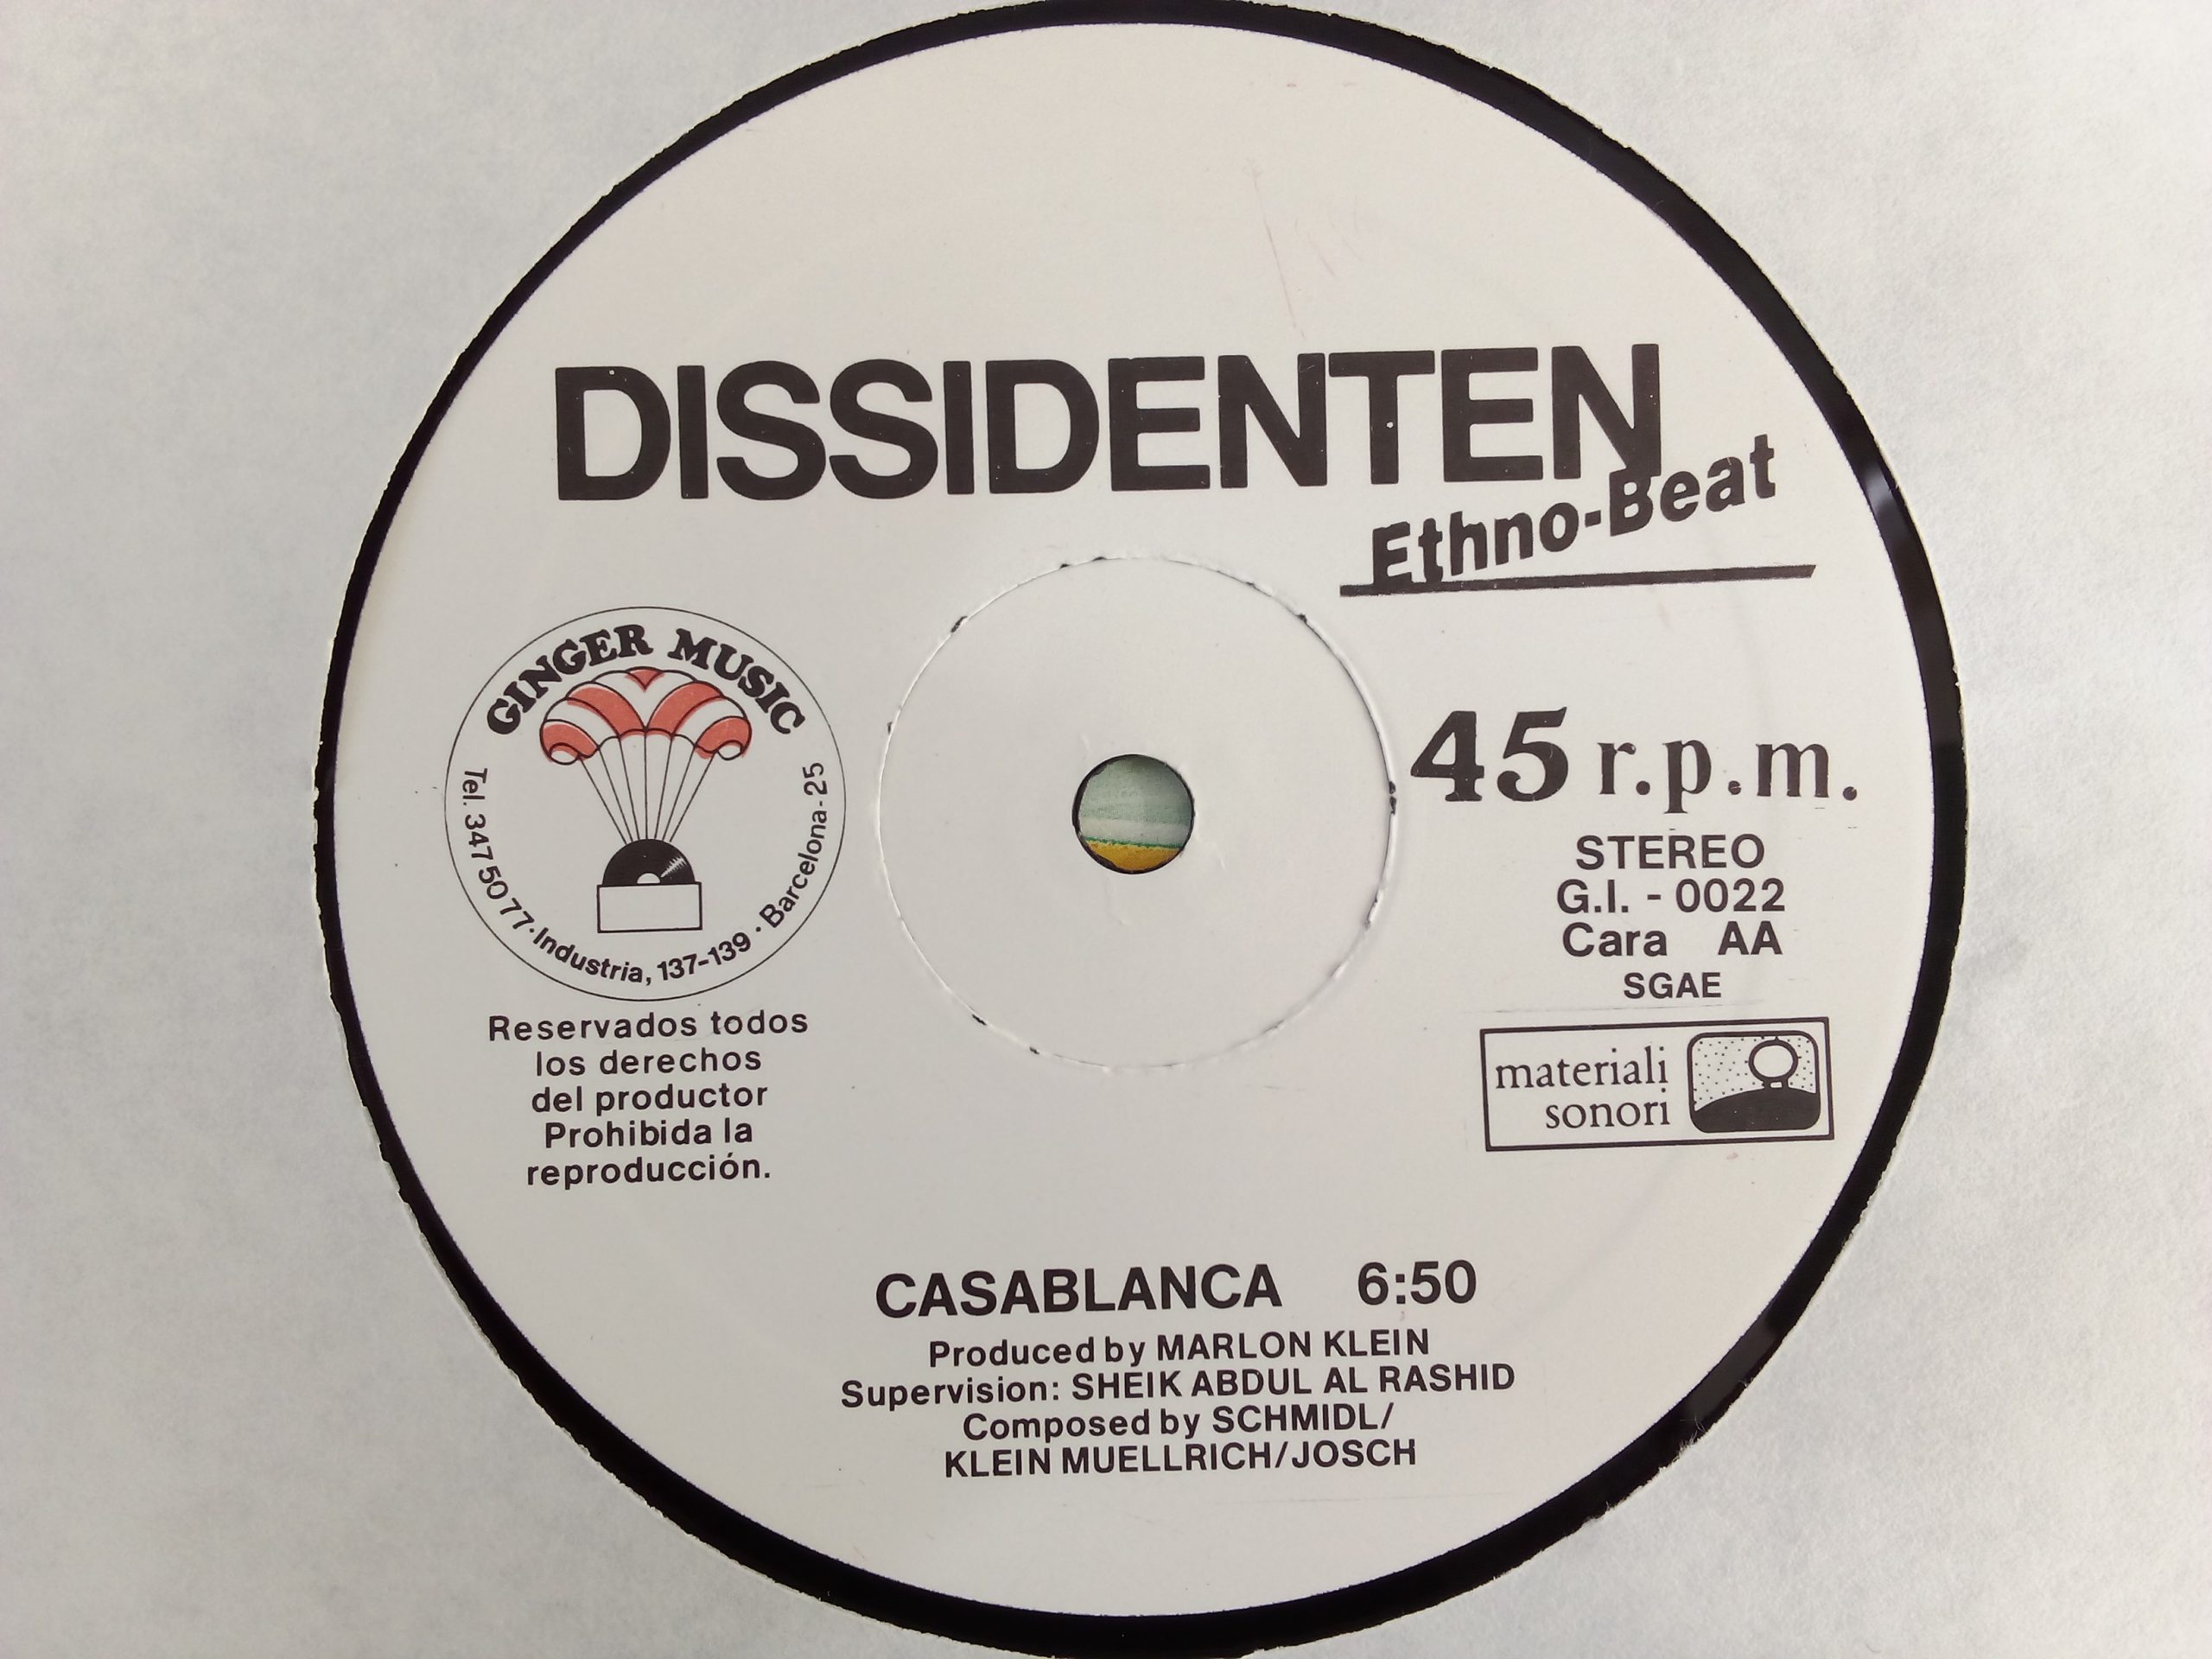 DISSIDENTEN
Ethno-Beat
GINGER MUSIC
Tel. 347 50 77 · Industria, 137-139 · Barcelona-25
Reservados todos
los derechos
del productor
Prohibida la
reproducción.
45 r.p.m.
STEREO
G.I. - 0022
Cara AA
SGAE
materiali
sonori
CASABLANCA 6:50
Produced by MARLON KLEIN
Supervision: SHEIK ABDUL AL RASHID
Composed by SCHMIDL/
KLEIN MUELLRICH/JOSCH